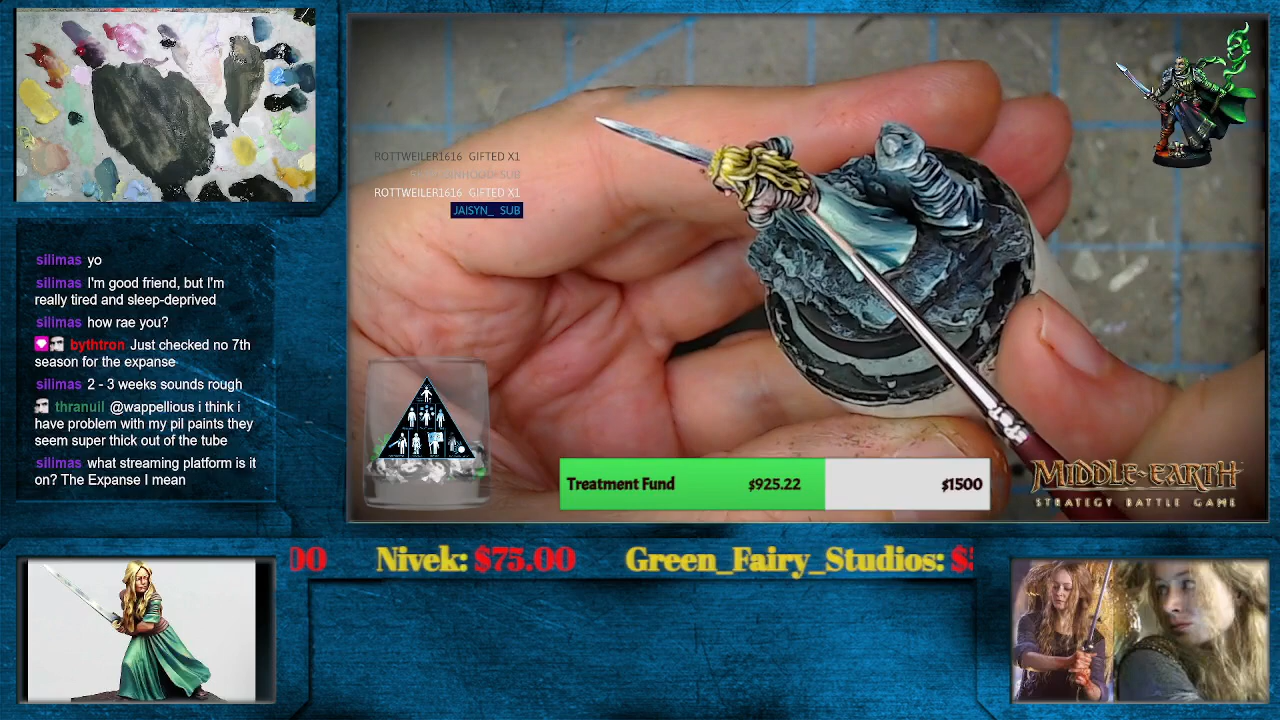 ROTTWEILER1616 GIFTED X1
ROTTWEILER1616 GIFTED X1
JAISYN_ SUB
silimas yo
silimas I'm good friend, but I'm
really tired and sleep-deprived
silimas how rae you?
bythtron Just checked no 7th
season for the expanse
silimas 2 - 3 weeks sounds rough
thranuil @wappellious i think i
have problem with my pil paints they
seem super thick out of the tube
silimas what streaming platform is it
on? The Expanse I mean
Treatment Fund $925.22 $1500
MIDDLE-EARTH
STRATEGY BATTLE GAME
00 Nivek: $75.00 Green_Fairy_Studios: